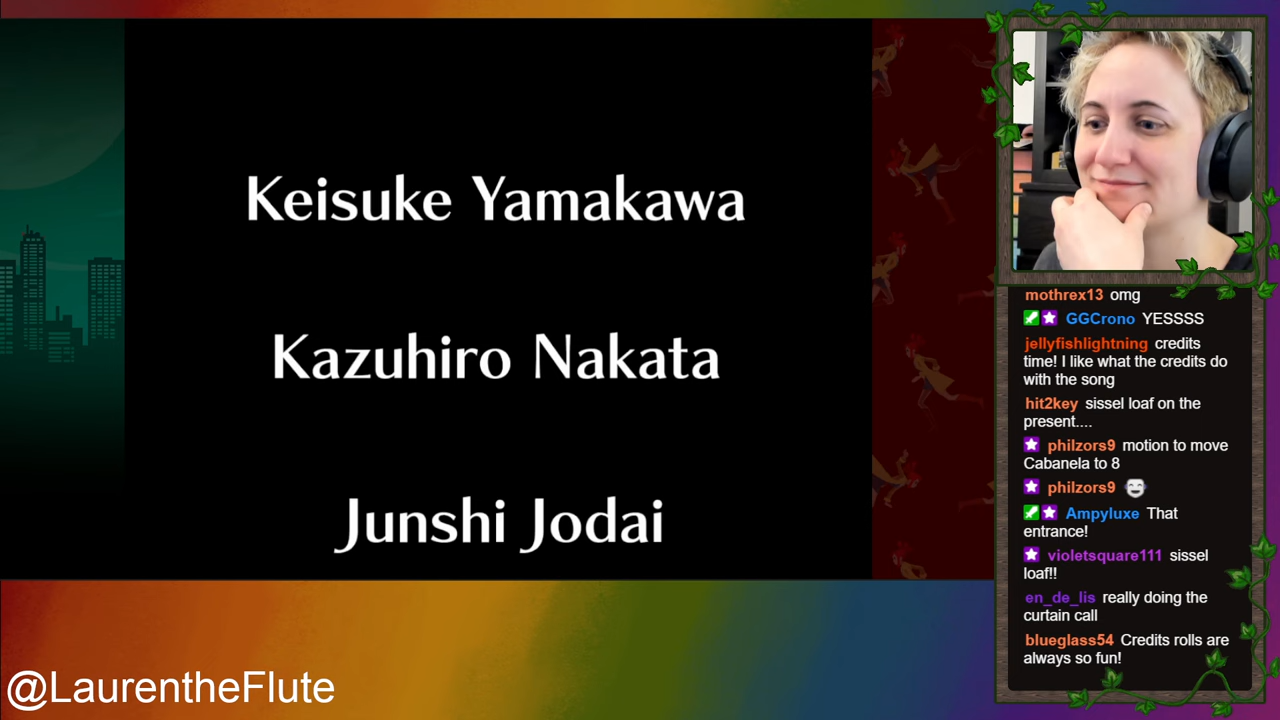 Keisuke Yamakawa
Kazuhiro Nakata
Junshi Jodai
@LaurentheFlute
mothrex13 omg
GGCrono YESSSS
jellyfishlightning credits
time! I like what the credits do
with the song
hit2key sissel loaf on the
present....
philzors9 motion to move
Cabanela to 8
philzors9
Ampyluxe That
entrance!
violetsquare111 sissel
loaf!!
en_de_lis really doing the
curtain call
blueglass54 Credits rolls are
always so fun!